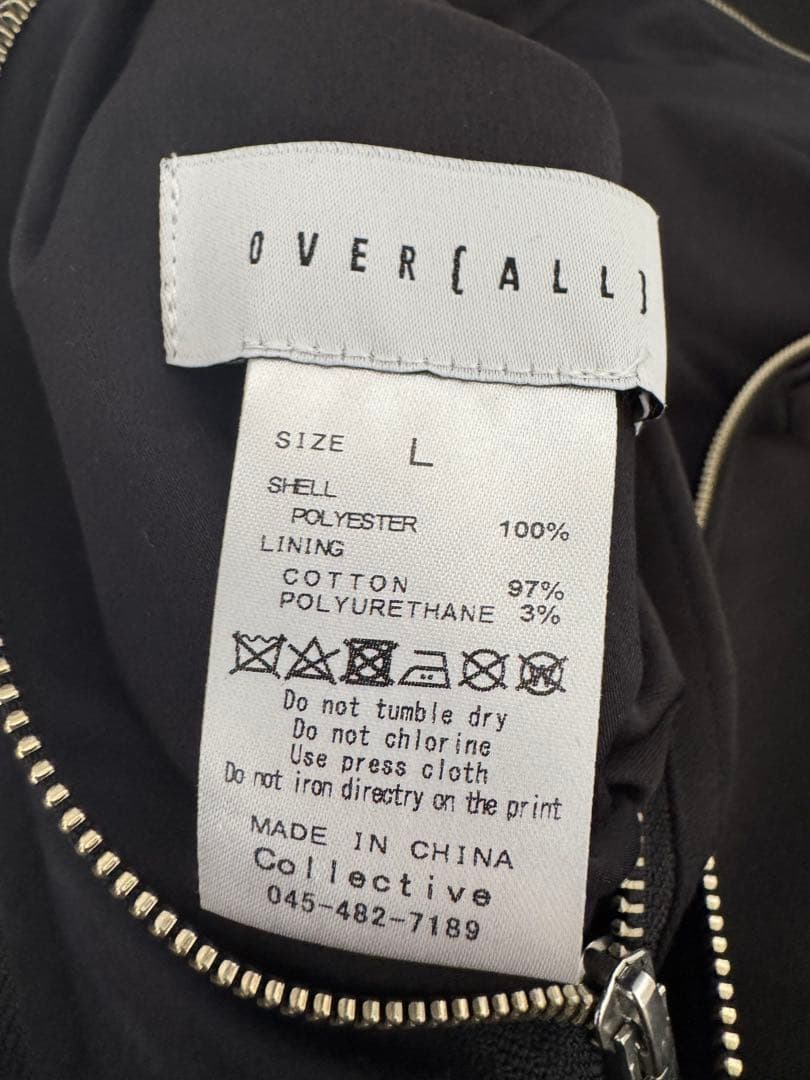 OVER[ALL]
SIZE L
SHELL
POLYESTER 100%
LINING
COTTON 97%
POLYURETHANE 3%
Do not tumble dry
Do not chlorine
Use press cloth
Do not iron directry on the print
MADE IN CHINA
Collective
045-482-7189